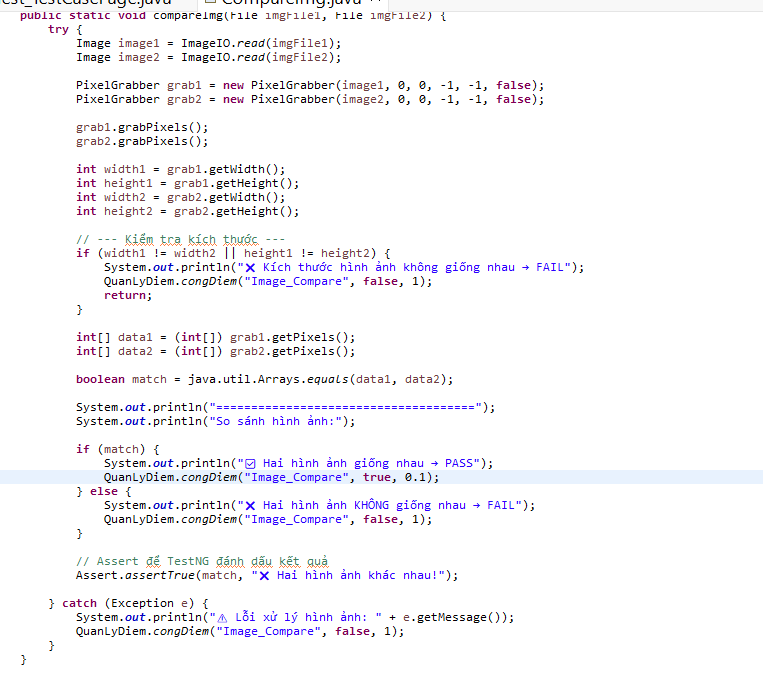 public static void compareImg(File imgFile1, File imgFile2) {
try {
Image image1 = ImageIO.read(imgFile1);
Image image2 = ImageIO.read(imgFile2);
PixelGrabber grab1 = new PixelGrabber(image1, 0, 0, -1, -1, false);
PixelGrabber grab2 = new PixelGrabber(image2, 0, 0, -1, -1, false);
grab1.grabPixels();
grab2.grabPixels();
int width1 = grab1.getWidth();
int height1 = grab1.getHeight();
int width2 = grab2.getWidth();
int height2 = grab2.getHeight();
// --- Kiểm tra kích thước ---
if (width1 != width2 || height1 != height2) {
System.out.println("❌ Kích thước hình ảnh không giống nhau → FAIL");
QuanLyDiem.congDiem("Image_Compare", false, 1);
return;
}
int[] data1 = (int[]) grab1.getPixels();
int[] data2 = (int[]) grab2.getPixels();
boolean match = java.util.Arrays.equals(data1, data2);
System.out.println("=====================================");
System.out.println("So sánh hình ảnh:");
if (match) {
System.out.println("✅ Hai hình ảnh giống nhau → PASS");
QuanLyDiem.congDiem("Image_Compare", true, 0.1);
} else {
System.out.println("❌ Hai hình ảnh KHÔNG giống nhau → FAIL");
QuanLyDiem.congDiem("Image_Compare", false, 1);
}
// Assert để TestNG đánh dấu kết quả
Assert.assertTrue(match, "❌ Hai hình ảnh khác nhau!");
} catch (Exception e) {
System.out.println("⚠️ Lỗi xử lý hình ảnh: " + e.getMessage());
QuanLyDiem.congDiem("Image_Compare", false, 1);
}
}